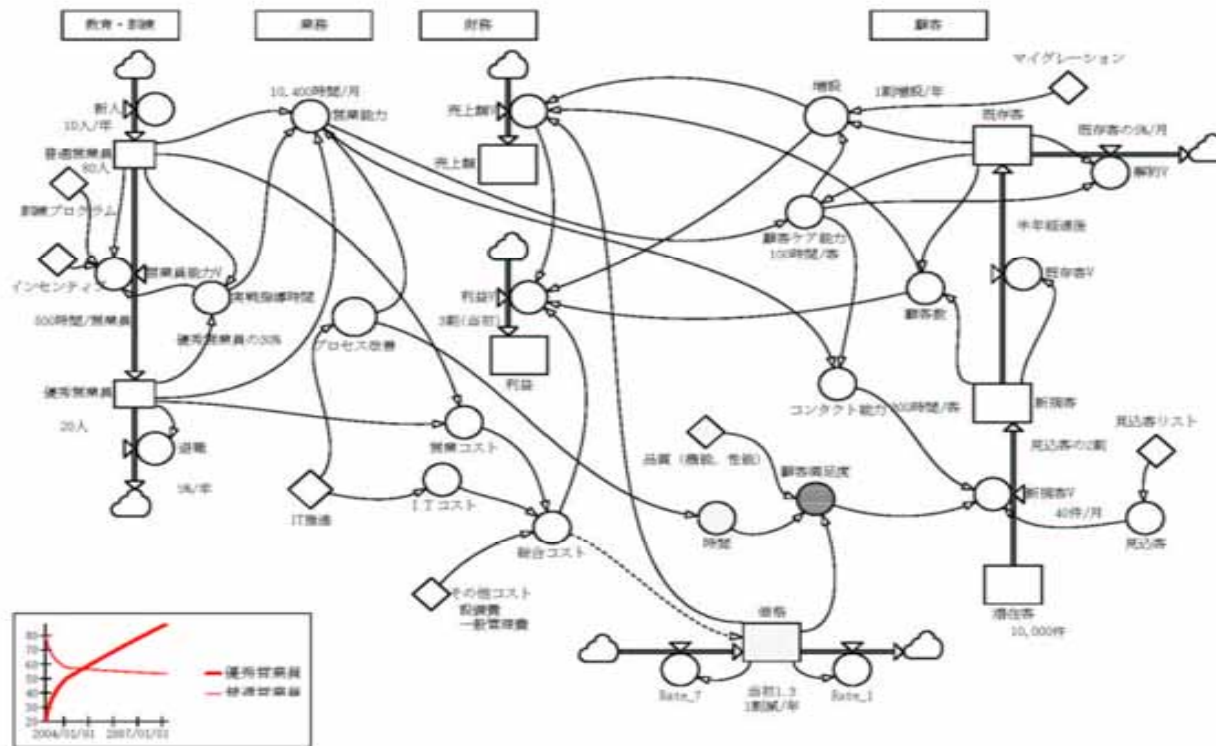 教育・訓練
業務
財務
顧客
マイグレーション
新人
10人/年
10,400時間/月
営業能力
売上額V
増設
1割増設/年
既存客
既存客の5%/月
普通営業員
80人
売上額
解約V
訓練プログラム
顧客ケア能力
100時間/客
半年経過後
営業員能力V
インセンティブ
実戦指導時間
利益V
3割(当初)
顧客数
既存客V
500時間/営業員
優秀営業員の20%
プロセス改善
利益
優秀営業員
20人
コンタクト能力
新規客
見込客リスト
営業コスト
退職
品質（機能、性能）
顧客満足度
見込客の2割
5%/年
IT推進
ITコスト
時間
新規客V
40件/月
見込客
総合コスト
その他コスト
設備費
一般管理費
価格
潜在客
10,000件
Rate_7
当初1.3
1割減/年
Rate_1
80
70
60
50
40
30
20
優秀営業員
普通営業員
2004/01/01
2007/01/01